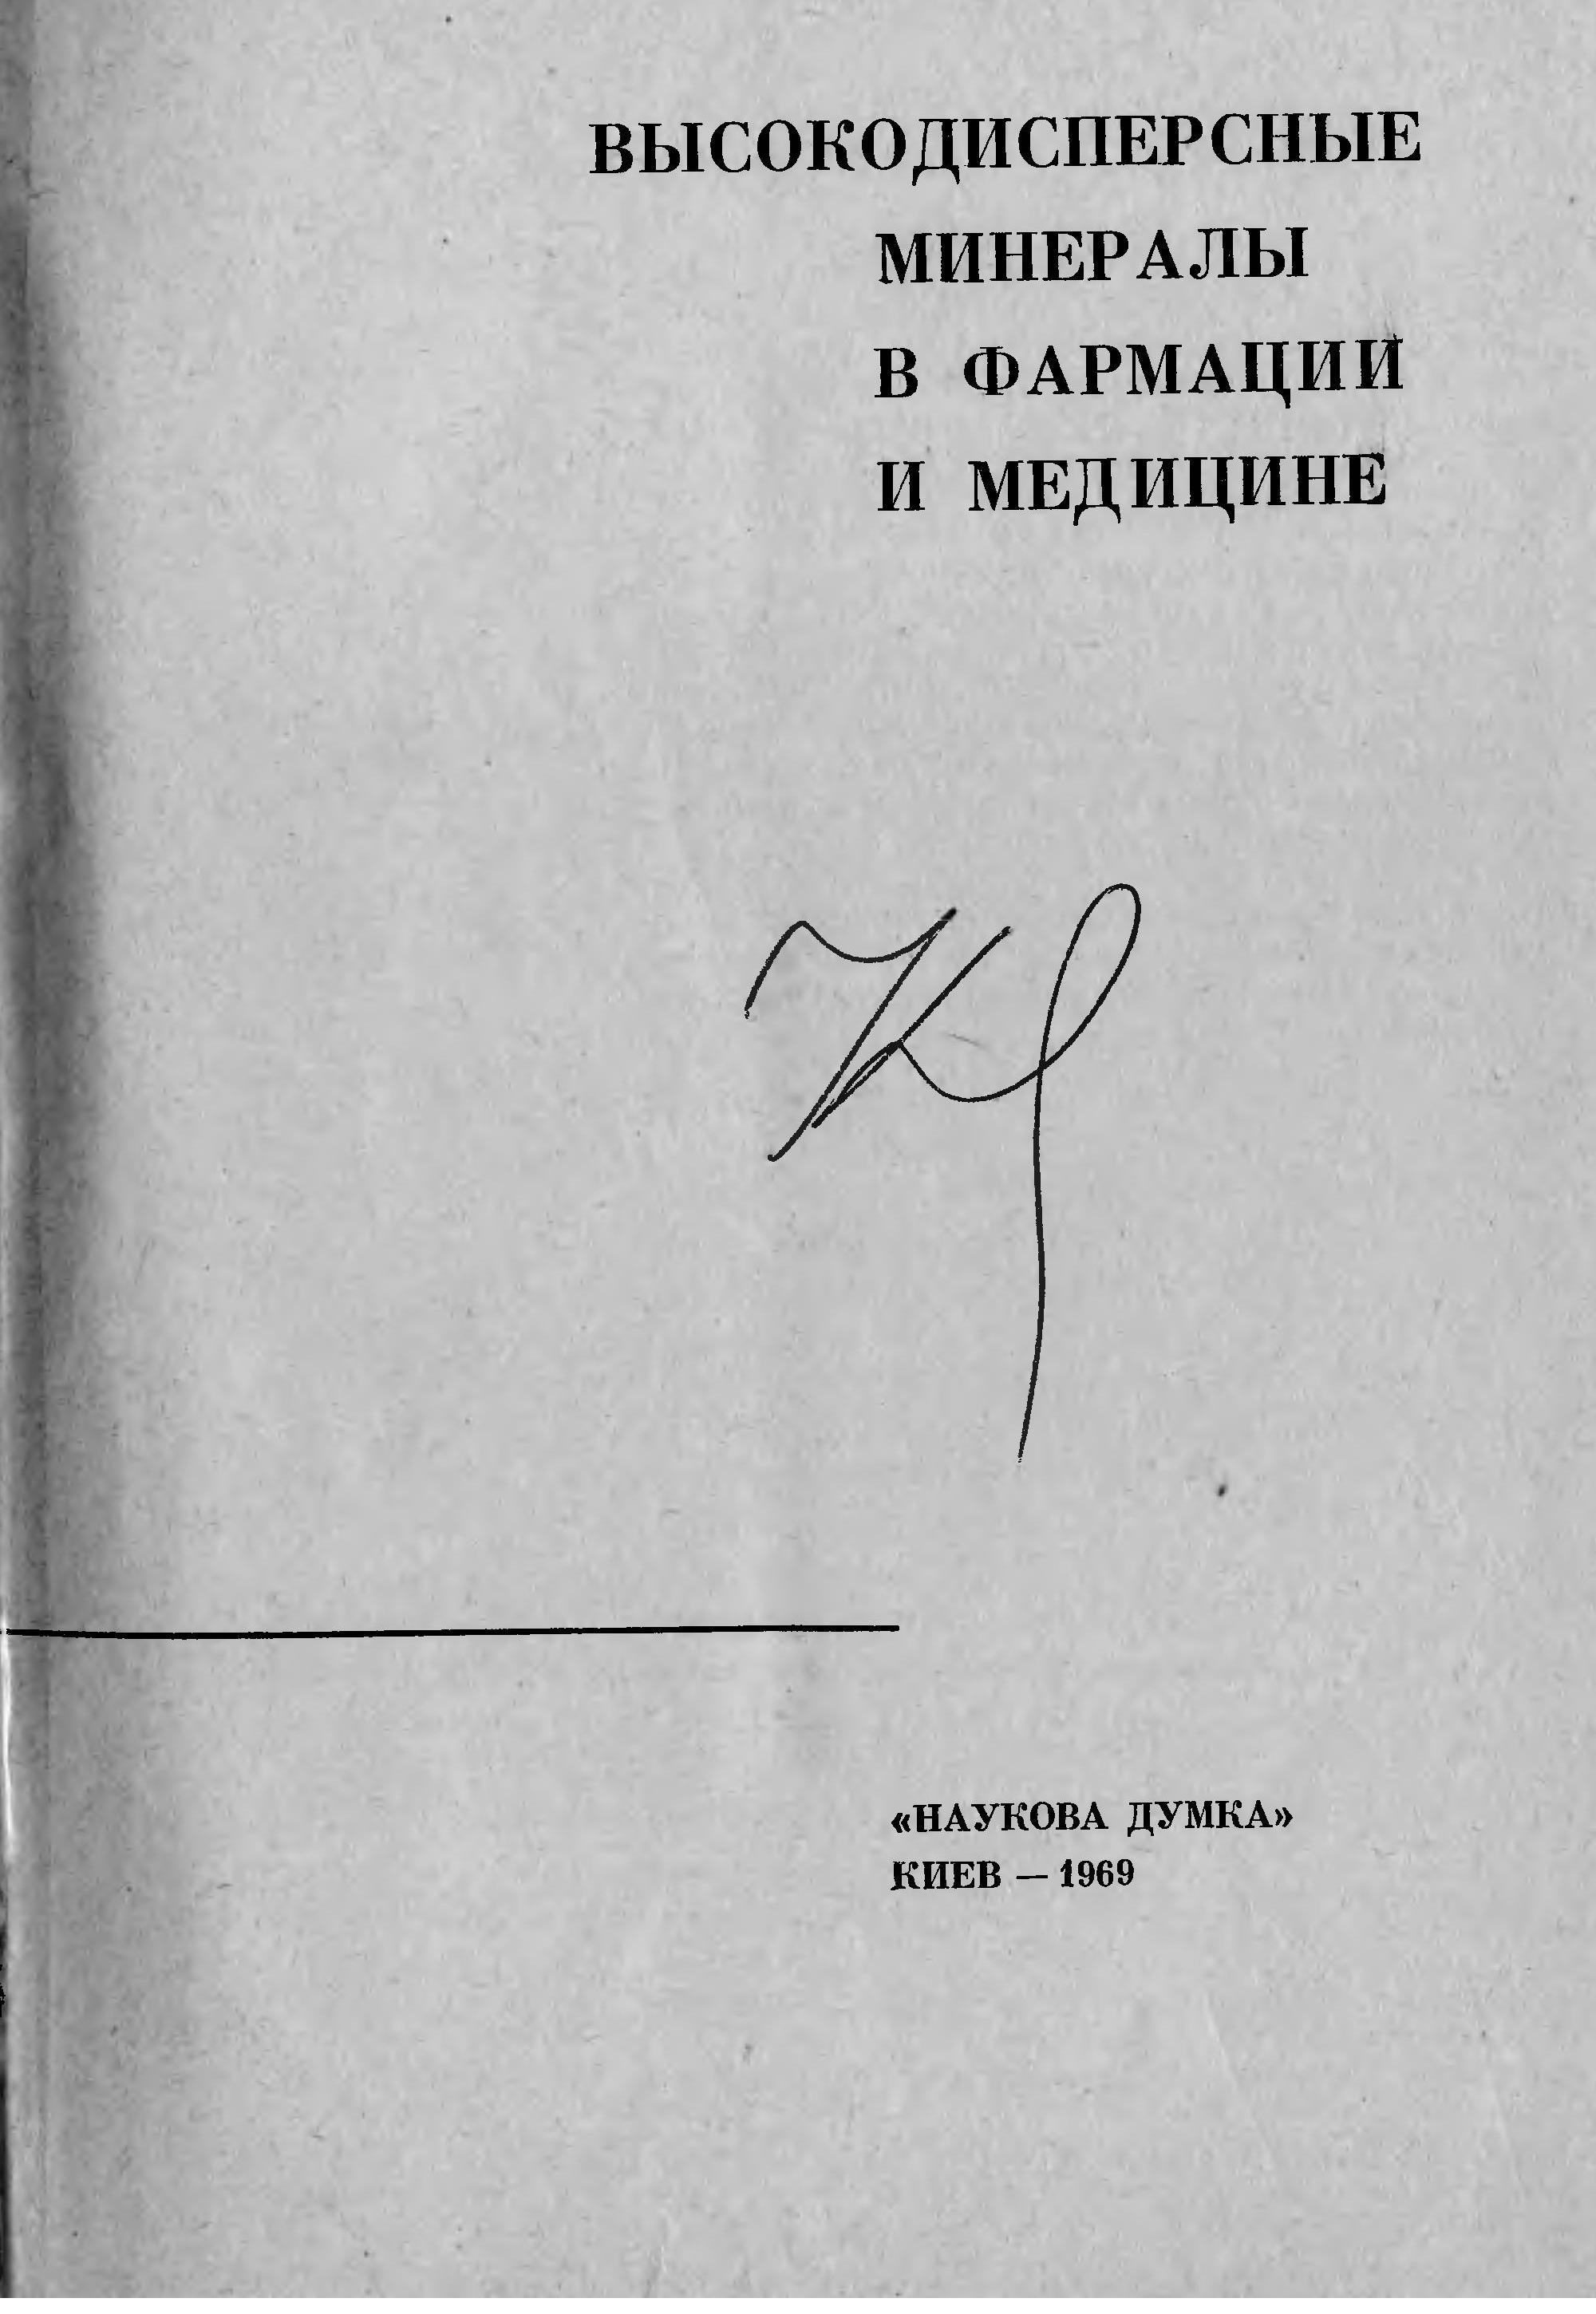 ВЫСОКОДИСПЕРСНЫЕ
МИНЕРАЛЫ
В ФАРМАЦИИ
И МЕДИЦИНЕ
«НАУКОВА ДУМКА»
КИЕВ — 1969